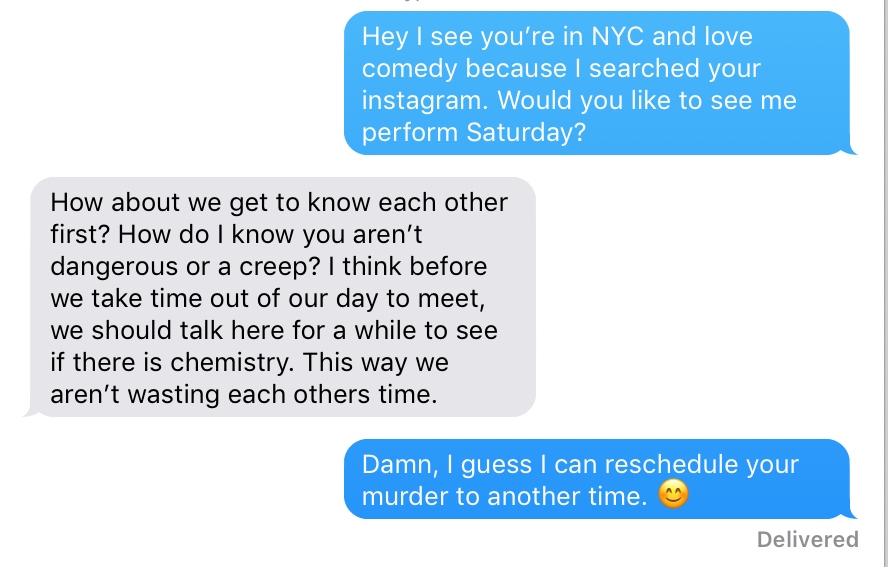 Hey I see you’re in NYC and love
comedy because I searched your
instagram. Would you like to see me
perform Saturday?
How about we get to know each other
first? How do I know you aren’t
dangerous or a creep? I think before
we take time out of our day to meet,
we should talk here for a while to see
if there is chemistry. This way we
aren’t wasting each others time.
Damn, I guess I can reschedule your
murder to another time. 😊
Delivered